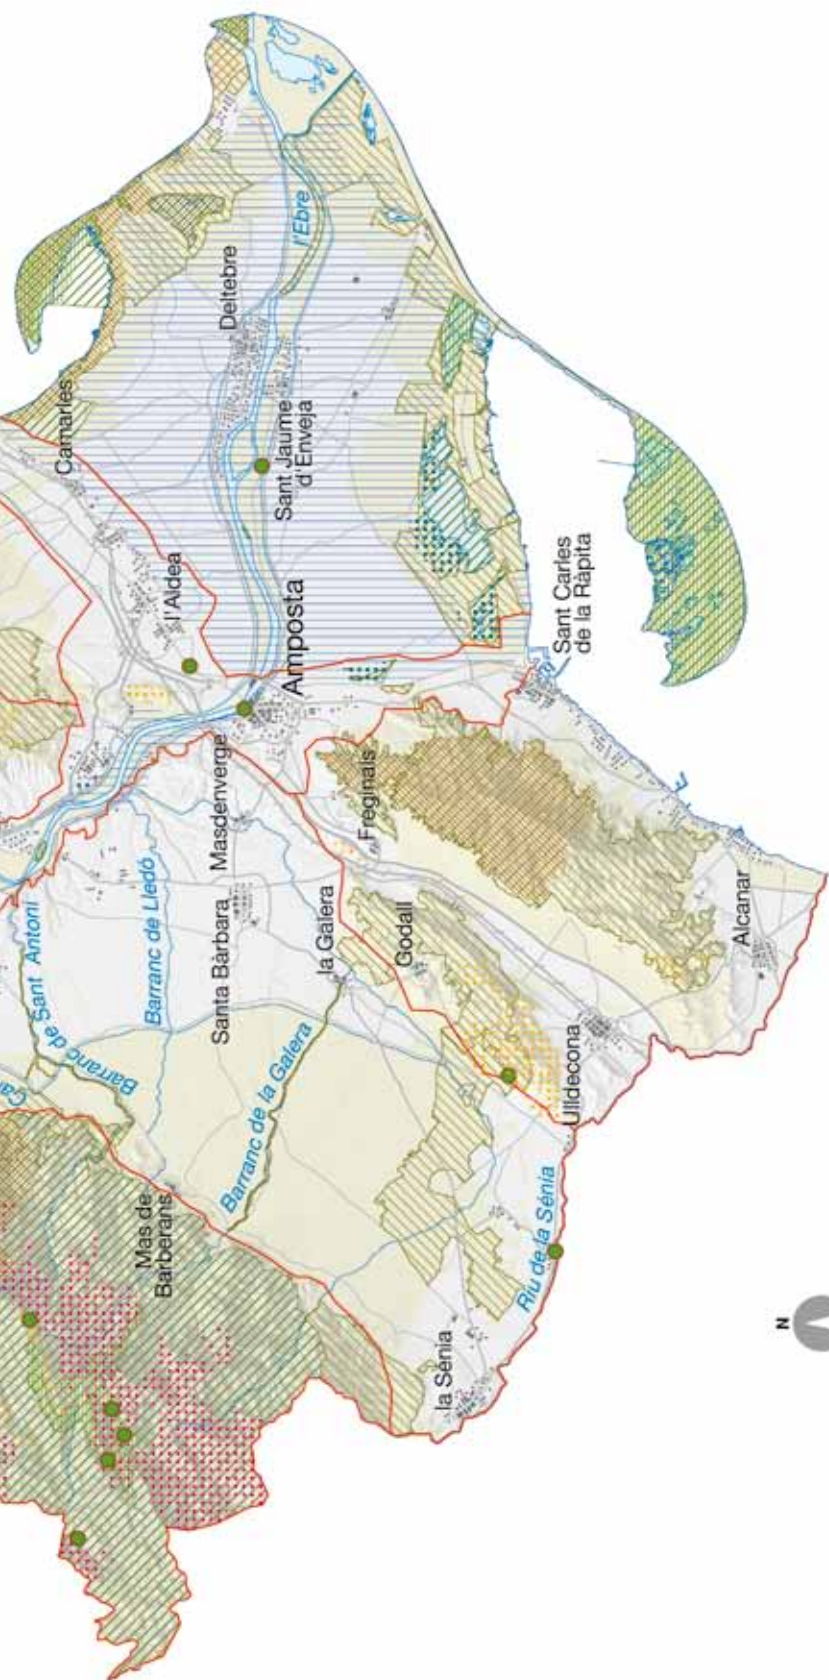 Camarles
Deltebre
l'Ebre
Sant Jaume
d'Enveja
l'Aldea
Amposta
Sant Carles
de la Ràpita
Masdenverge
Freginals
Barranc de Lledó
Santa Bàrbara
la Galera
Godall
Alcanar
Barranc de Sant Antoni
Ulldecona
Barranc de la Galera
Mas de
Barberans
Riu de la Sénia
la Sénia
N